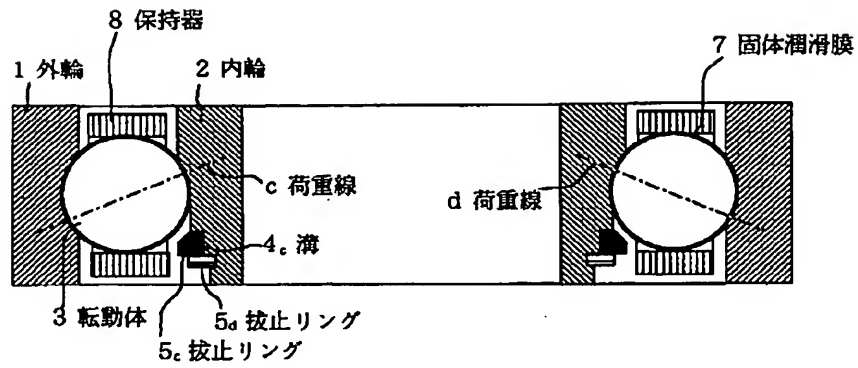 8 保持器
7 固体潤滑膜
1 外輪
2 内輪
c 荷重線
d 荷重線
4c 溝
3 転動体
5d 抜止リング
5c 抜止リング